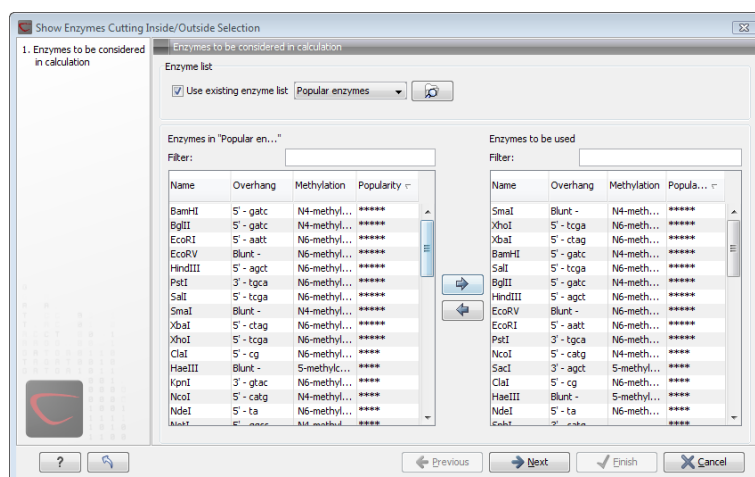 Show Enzymes Cutting Inside/Outside Selection
1. Enzymes to be considered
in calculation
Enzymes to be considered in calculation
Enzyme list
Use existing enzyme list Popular enzymes
Enzymes in "Popular en..."
Filter:
Name Overhang Methylation Popularity
BamHI 5' - gatc N4-methyl... *****
BglII 5' - gatc N4-methyl... *****
EcoRI 5' - aatt N6-methyl... *****
EcoRV Blunt - N6-methyl... *****
HindIII 5' - agct N6-methyl... *****
PstI 3' - tgca N6-methyl... *****
SalI 5' - tcga N6-methyl... *****
SmaI Blunt - N4-methyl... *****
XbaI 5' - ctag N6-methyl... *****
XhoI 5' - tcga N6-methyl... *****
ClaI 5' - cg N6-methyl... ****
HaeIII Blunt - 5-methylc... ****
KpnI 3' - gtac N6-methyl... ****
NcoI 5' - catg N4-methyl... ****
NdeI 5' - ta N6-methyl... ****
NotI 5' - ggcc N4-methyl... ****
Enzymes to be used
Filter:
Name Overhang Methylation Popula...
SmaI Blunt - N4-meth... *****
XhoI 5' - tcga N6-meth... *****
XbaI 5' - ctag N6-meth... *****
BamHI 5' - gatc N4-meth... *****
SalI 5' - tcga N6-meth... *****
BglII 5' - gatc N4-meth... *****
HindIII 5' - agct N6-meth... *****
EcoRV Blunt - N6-meth... *****
EcoRI 5' - aatt N6-meth... *****
PstI 3' - tgca N6-meth... *****
NcoI 5' - catg N4-meth... ****
SacI 3' - agct 5-methyl... ****
ClaI 5' - cg N6-meth... ****
HaeIII Blunt - 5-methyl... ****
NdeI 5' - ta N6-meth... ****
SphI 3' - catg ****
? Previous Next Finish Cancel